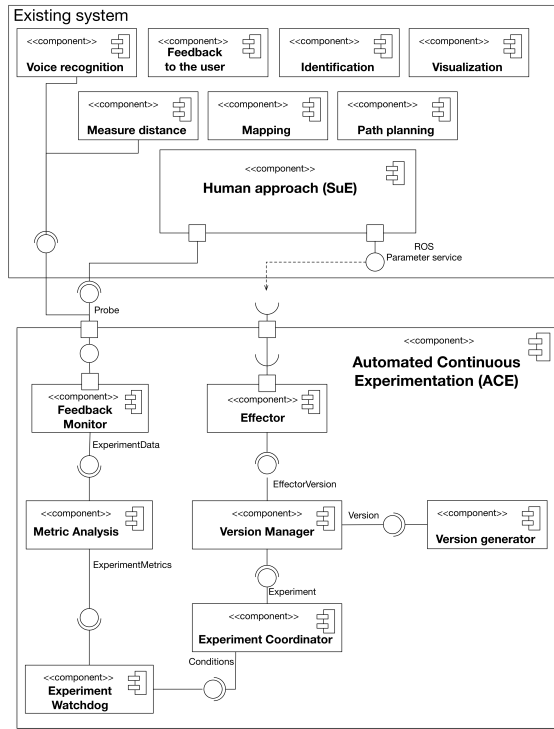 Existing system
<<component>>
Voice recognition
<<component>>
Feedback
to the user
<<component>>
Identification
<<component>>
Visualization
<<component>>
Measure distance
<<component>>
Mapping
<<component>>
Path planning
<<component>>
Human approach (SuE)
ROS
Parameter service
Probe
<<component>>
Automated Continuous
Experimentation (ACE)
<<component>>
Feedback
Monitor
<<component>>
Effector
ExperimentData
EffectorVersion
<<component>>
Metric Analysis
<<component>>
Version Manager
Version
<<component>>
Version generator
ExperimentMetrics
Experiment
<<component>>
Experiment Coordinator
Conditions
<<component>>
Experiment
Watchdog